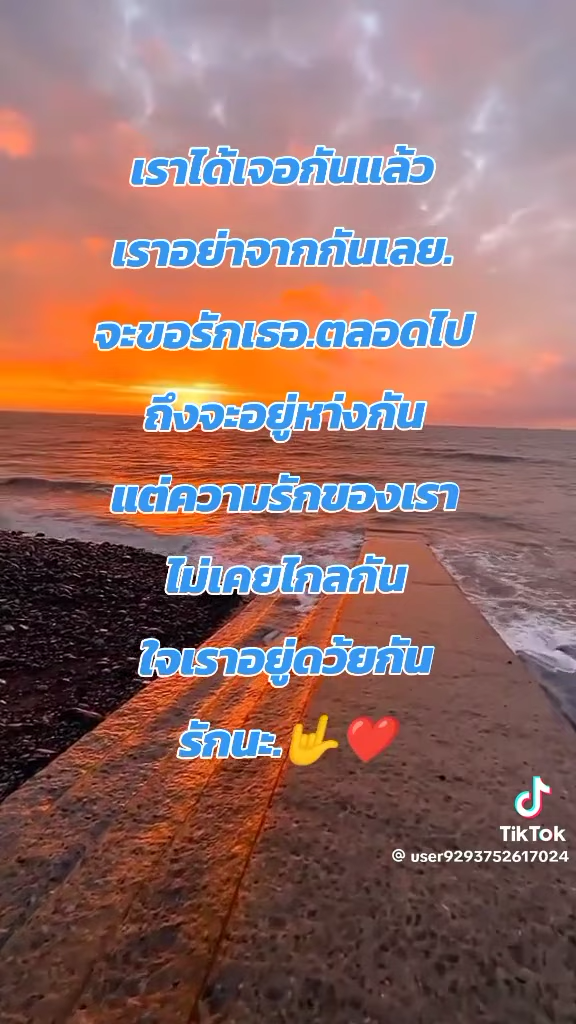 เราได้เจอกันแล้ว
เราอย่าจากกันเลย.
จะขอรักเธอ.ตลอดไป
ถึงจะอยู่หา่งกัน
แต่ความรักของเรา
ไม่เคยไกลกัน
ใจเราอยู่ดว้ยกัน
รักนะ.🤟❤️
TikTok
@ user9293752617024